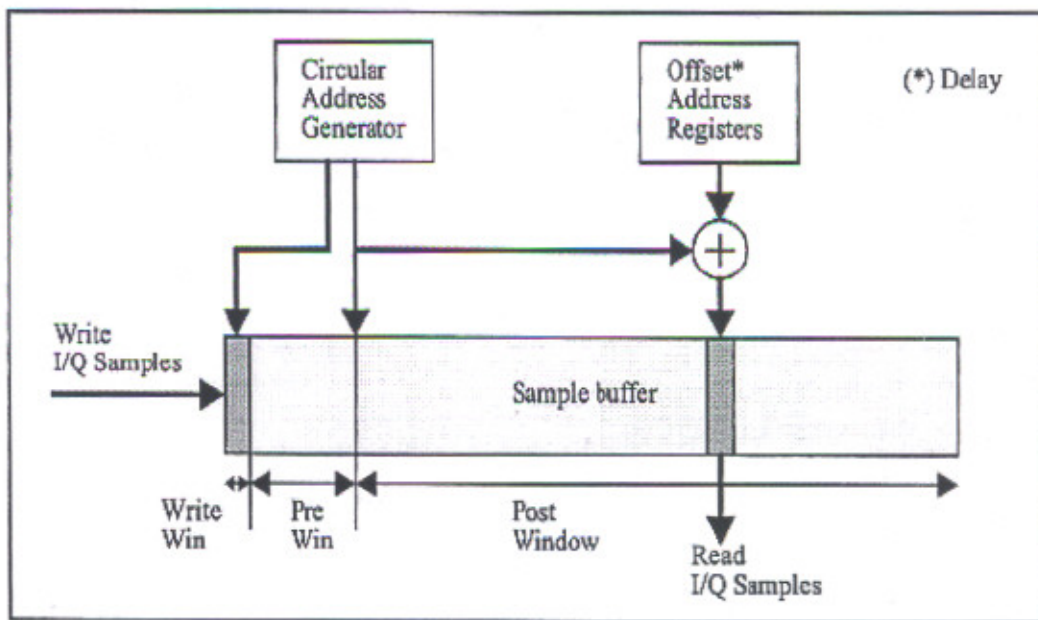 Circular
Address
Generator
Offset*
Address
Registers
(*) Delay
+
Write
I/Q Samples
Sample buffer
Write
Win
Pre
Win
Post
Window
Read
I/Q Samples